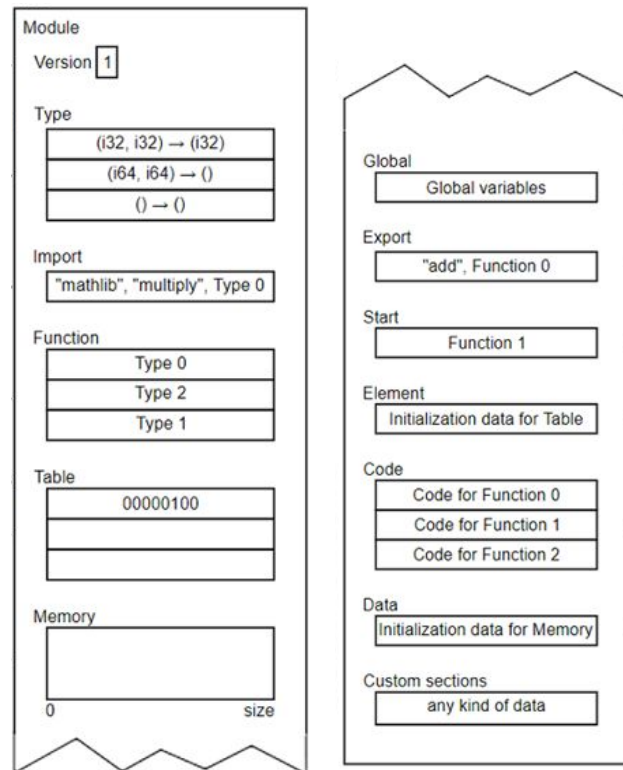 Module
Version 1
Type
(i32, i32) → (i32)
(i64, i64) → ()
() → ()
Import
"mathlib", "multiply", Type 0
Function
Type 0
Type 2
Type 1
Table
00000100
Memory
0 size
Global
Global variables
Export
"add", Function 0
Start
Function 1
Element
Initialization data for Table
Code
Code for Function 0
Code for Function 1
Code for Function 2
Data
Initialization data for Memory
Custom sections
any kind of data